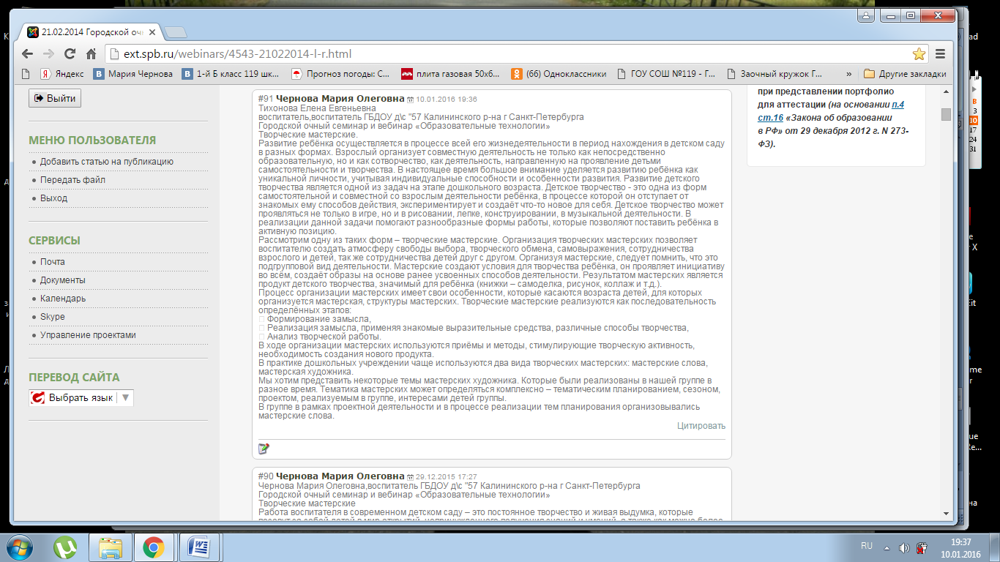 21.02.2014 Городской оч
ext.spb.ru/webinars/4543-21022014-l-r.html
Яндекс
Мария Чернова
1-й Б класс 119 шк...
Прогноз погоды: С...
плита газовая 50х6...
(66) Одноклассники
ГОУ СОШ №119 - Г...
Заочный кружок Г...
»
Другие закладки
Выйти
МЕНЮ ПОЛЬЗОВАТЕЛЯ
Добавить статью на публикацию
Передать файл
Выход
СЕРВИСЫ
Почта
Документы
Календарь
Skype
Управление проектами
ПЕРЕВОД САЙТА
Выбрать язык
#91 Чернова Мария Олеговна 10.01.2016 19:36
Тихонова Елена Евгеньевна
воспитатель,воспитатель ГБДОУ д\с "57 Калининского р-на г Санкт-Петербурга
Городской очный семинар и вебинар «Образовательные технологии»
Творческие мастерские.
Развитие ребёнка осуществляется в процессе всей его жизнедеятельности в период нахождения в детском саду
в разных формах. Взрослый организует совместную деятельность не только как непосредственно
образовательную, но и как сотворчество, как деятельность, направленную на проявление детьми
самостоятельности и творчества. В настоящее время большое внимание уделяется развитию ребёнка как
уникальной личности, учитывая индивидуальные способности и особенности развития. Развитие детского
творчества является одной из задач на этапе дошкольного возраста. Детское творчество - это одна из форм
самостоятельной и совместной со взрослым деятельности ребёнка, в процессе которой он отступает от
знакомых ему способов действия, экспериментирует и создаёт что-то новое для себя. Детское творчество может
проявляться не только в игре, но и в рисовании, лепке, конструировании, в музыкальной деятельности. В
реализации данной задачи помогают разнообразные формы работы, которые позволяют поставить ребёнка в
активную позицию.
Рассмотрим одну из таких форм – творческие мастерские. Организация творческих мастерских позволяет
воспитателю создать атмосферу свободы выбора, творческого обмена, самовыражения, сотрудничества
взрослого и детей, так же сотрудничества детей друг с другом. Организуя мастерские, следует помнить, что это
подгрупповой вид деятельности. Мастерские создают условия для творчества ребёнка, он проявляет инициативу
во всём, создаёт образы на основе ранее усвоенных способов деятельности. Результатом мастерских является
продукт детского творчества, значимый для ребёнка (книжки – самоделка, рисунок, коллаж и т.д.).
Процесс организации мастерских имеет свои особенности, которые касаются возраста детей, для которых
организуется мастерская, структуры мастерских. Творческие мастерские реализуются как последовательность
определённых этапов:
Формирование замысла,
Реализация замысла, применяя знакомые выразительные средства, различные способы творчества,
Анализ творческой работы.
В ходе организации мастерских используются приёмы и методы, стимулирующие творческую активность,
необходимость создания нового продукта.
В практике дошкольных учреждении чаще используются два вида творческих мастерских: мастерские слова,
мастерская художника.
Мы хотим представить некоторые темы мастерских художника. Которые были реализованы в нашей группе в
разное время. Тематика мастерских может определяться комплексно – тематическим планированием, сезоном,
проектом, реализуемым в группе, интересами детей группы.
В группе в рамках проектной деятельности и в процессе реализации тем планирования организовывались
мастерские слова.
Цитировать
#90 Чернова Мария Олеговна 29.12.2015 17:27
Чернова Мария Олеговна,воспитатель ГБДОУ д\с "57 Калининского р-на г Санкт-Петербурга
Городской очный семинар и вебинар «Образовательные технологии»
Творческие мастерские
Работа воспитателя в современном детском саду – это постоянное творчество и живая выдумка, которые
при представлении портфолио
для аттестации (на основании п.4
ст.16 «Закона об образовании
в РФ» от 29 декабря 2012 г. N 273-
ФЗ).
RU
19:37
10.01.2016